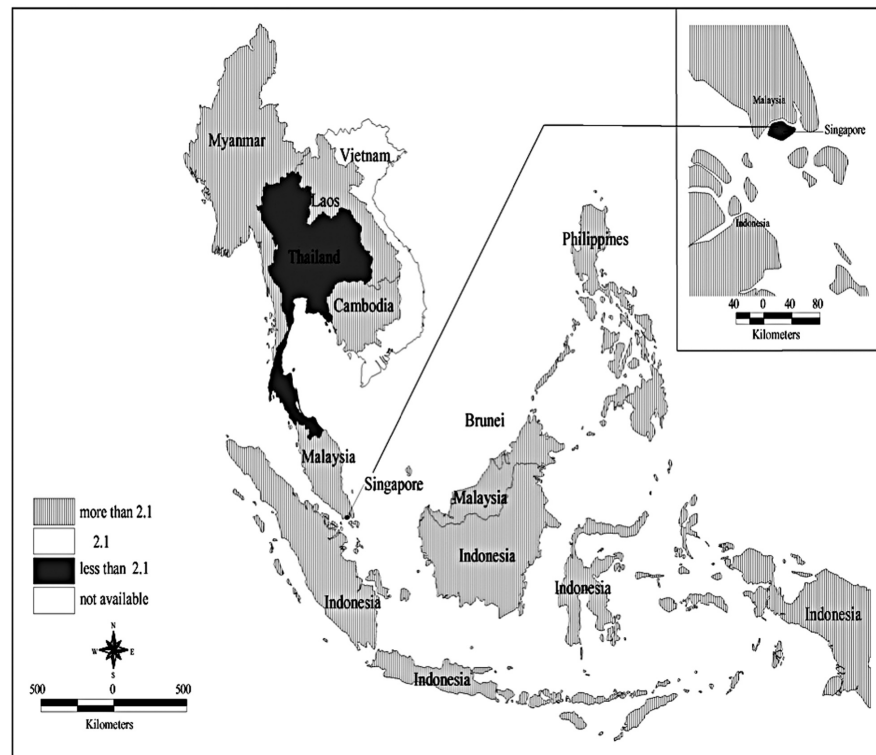 Myanmar
Vietnam
Laos
Thailand
Cambodia
Philippines
Brunei
Malaysia
Singapore
Malaysia
Indonesia
Indonesia
Indonesia
Indonesia
Indonesia
Malaysia
Singapore
Indonesia
40 0 40 80
Kilometers
more than 2.1
2.1
less than 2.1
not available
N
W E
S
500 0 500
Kilometers